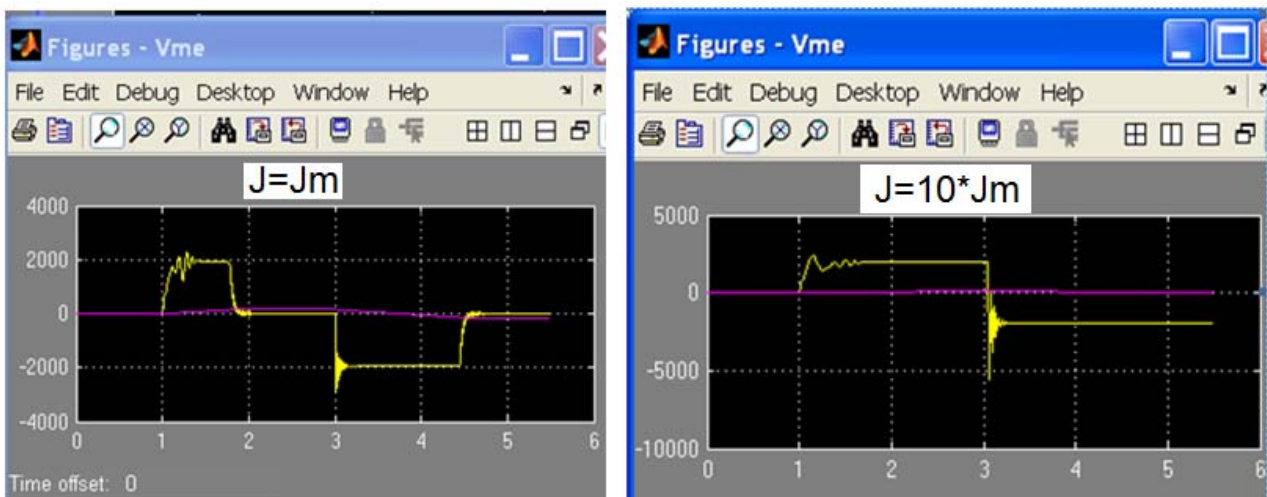 Figures - Vme
File Edit Debug Desktop Window Help
J=Jm
4000
2000
0
-2000
-4000
0 1 2 3 4 5 6
Time offset: 0
Figures - Vme
File Edit Debug Desktop Window Help
J=10*Jm
5000
0
-5000
-10000
0 1 2 3 4 5 6